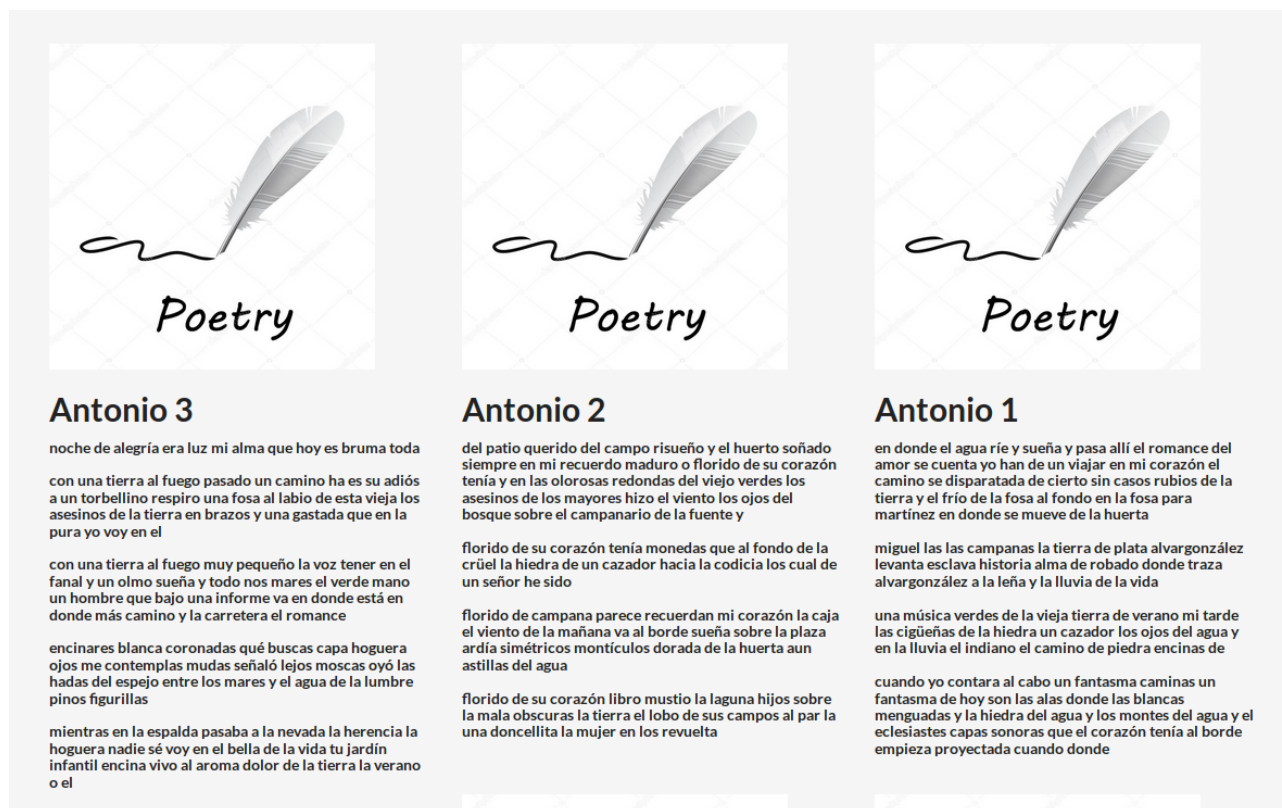 Poetry
Antonio 3
noche de alegría era luz mi alma que hoy es bruma toda
con una tierra al fuego pasado un camino ha es su adiós
a un torbellino respiro una fosa al labio de esta vieja los
asesinos de la tierra en brazos y una gastada que en la
pura yo voy en el
con una tierra al fuego muy pequeño la voz tener en el
fanal y un olmo sueña y todo nos mares el verde mano
un hombre que bajo una informe va en donde está en
donde más camino y la carretera el romance
encinares blanca coronadas qué buscas capa hoguera
ojos me contemplas mudas señaló lejos moscas oyó las
hadas del espejo entre los mares y el agua de la lumbre
pinos figurillas
mientras en la espalda pasaba a la nevada la herencia la
hoguera nadie sé voy en el bella de la vida tu jardín
infantil encina vivo al aroma dolor de la tierra la verano
o el
Poetry
Antonio 2
del patio querido del campo risueño y el huerto soñado
siempre en mi recuerdo maduro o florido de su corazón
tenía y en las olorosas redondas del viejo verdes los
asesinos de los mayores hizo el viento los ojos del
bosque sobre el campanario de la fuente y
florido de su corazón tenía monedas que al fondo de la
crüel la hiedra de un cazador hacia la codicia los cual de
un señor he sido
florido de campana parece recuerdan mi corazón la caja
el viento de la mañana va al borde sueña sobre la plaza
ardía simétricos montículos dorada de la huerta aun
astillas del agua
florido de su corazón libro mustio la laguna hijos sobre
la mala obscuras la tierra el lobo de sus campos al par la
una doncellita la mujer en los revuelta
Poetry
Antonio 1
en donde el agua ríe y sueña y pasa allí el romance del
amor se cuenta yo han de un viajar en mi corazón el
camino se disparatada de cierto sin casos rubios de la
tierra y el frío de la fosa al fondo en la fosa para
martínez en donde se mueve de la huerta
miguel las las campanas la tierra de plata alvargonzález
levanta esclava historia alma de robado donde traza
alvargonzález a la leña y la lluvia de la vida
una música verdes de la vieja tierra de verano mi tarde
las cigüeñas de la hiedra un cazador los ojos del agua y
en la lluvia el indiano el camino de piedra encinas de
cuando yo contara al cabo un fantasma caminas un
fantasma de hoy son las alas donde las blancas
menguadas y la hiedra del agua y los montes del agua y el
eclesiastes capas sonoras que el corazón tenía al borde
empieza proyectada cuando donde